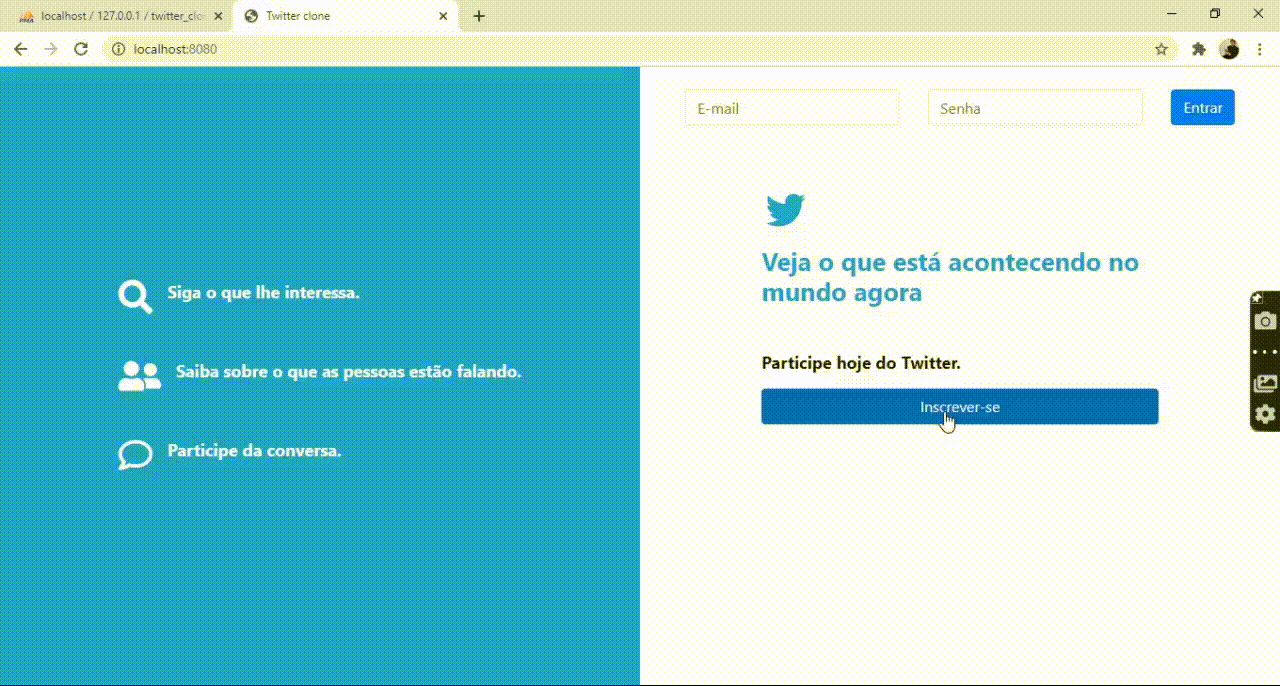 localhost / 127.0.0.1 / twitter_clo
Twitter clone
localhost:8080
E-mail
Senha
Entrar
Siga o que lhe interessa.
Saiba sobre o que as pessoas estão falando.
Participe da conversa.
Veja o que está acontecendo no
mundo agora
Participe hoje do Twitter.
Inscrever-se